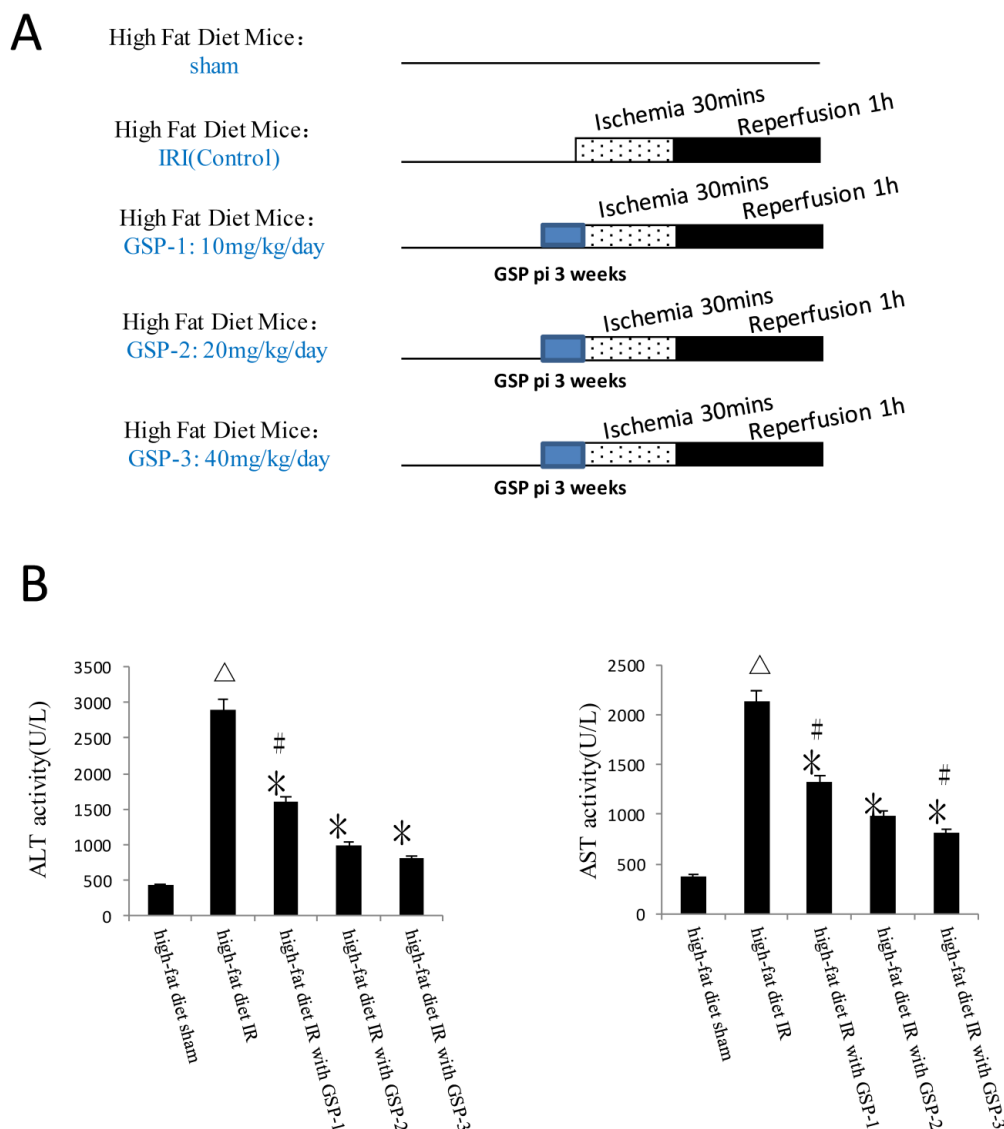 A
High Fat Diet Mice：
sham
High Fat Diet Mice：
IRI(Control)
Ischemia 30mins
Reperfusion 1h
High Fat Diet Mice：
GSP-1: 10mg/kg/day
Ischemia 30mins
Reperfusion 1h
GSP pi 3 weeks
High Fat Diet Mice：
GSP-2: 20mg/kg/day
Ischemia 30mins
Reperfusion 1h
GSP pi 3 weeks
High Fat Diet Mice：
GSP-3: 40mg/kg/day
Ischemia 30mins
Reperfusion 1h
GSP pi 3 weeks
B
ALT activity(U/L)
3500
3000
2500
2000
1500
1000
500
0
△
#
*
*
*
high-fat diet sham
high-fat diet IR
high-fat diet IR with GSP-1
high-fat diet IR with GSP-2
high-fat diet IR with GSP-3
AST activity(U/L)
2500
2000
1500
1000
500
0
△
#
*
*
#
*
high-fat diet sham
high-fat diet IR
high-fat diet IR with GSP-1
high-fat diet IR with GSP-2
high-fat diet IR with GSP-3